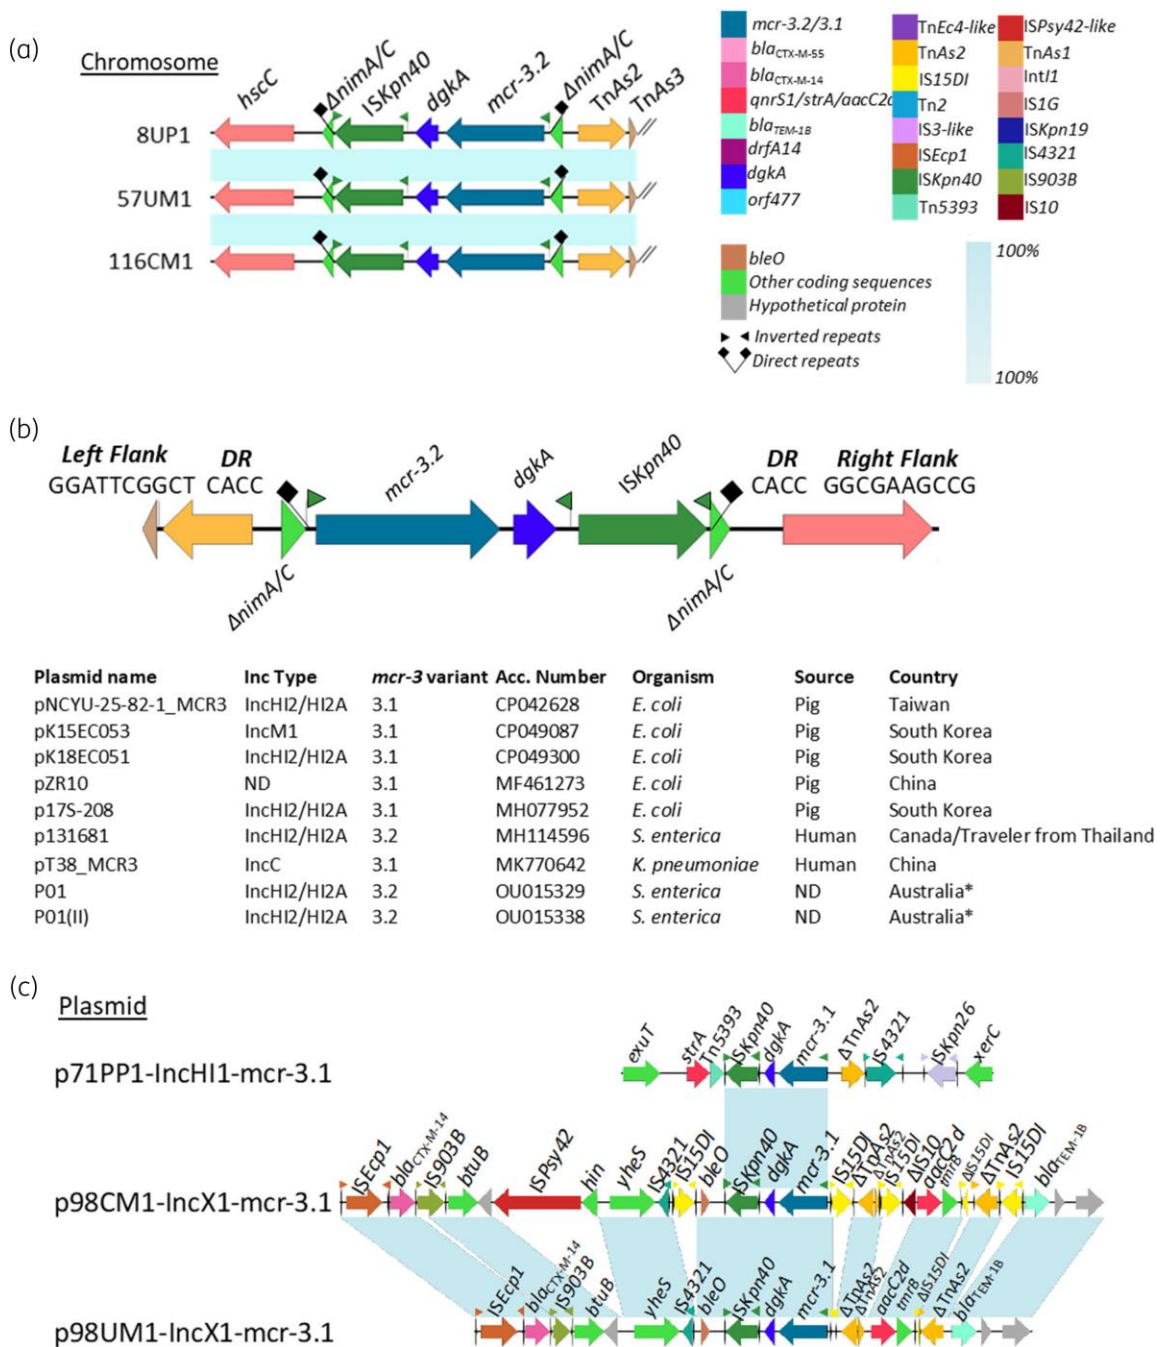 (a)
Chromosome
hscC
ΔnimA/C
ISKpn40
dgkA
mcr-3.2
ΔnimA/C
TnAs2
TnAs3
8UP1
57UM1
116CM1
mcr-3.2/3.1
blaCTX-M-55
blaCTX-M-14
qnrS1/strA/aacC2d
blaTEM-1B
drfA14
dgkA
orf477
TnEc4-like
TnAs2
IS15DI
Tn2
IS3-like
ISEcp1
ISKpn40
Tn5393
ISPsy42-like
TnAs1
IntI1
IS1G
ISKpn19
IS4321
IS903B
IS10
bleO
Other coding sequences
Hypothetical protein
Inverted repeats
Direct repeats
100%
100%
(b)
Left Flank DR mcr-3.2 dgkA ISKpn40 DR Right Flank
GGATTCGGCT CACC CACC GGCGAAGCCG
ΔnimA/C ΔnimA/C
Plasmid name Inc Type mcr-3 variant Acc. Number Organism Source Country
pNCYU-25-82-1_MCR3 IncHI2/HI2A 3.1 CP042628 E. coli Pig Taiwan
pK15EC053 IncM1 3.1 CP049087 E. coli Pig South Korea
pK18EC051 IncHI2/HI2A 3.1 CP049300 E. coli Pig South Korea
pZR10 ND 3.1 MF461273 E. coli Pig China
p17S-208 IncHI2/HI2A 3.1 MH077952 E. coli Pig South Korea
p131681 IncHI2/HI2A 3.2 MH114596 S. enterica Human Canada/Traveler from Thailand
pT38_MCR3 IncC 3.1 MK770642 K. pneumoniae Human China
P01 IncHI2/HI2A 3.2 OU015329 S. enterica ND Australia*
P01(II) IncHI2/HI2A 3.2 OU015338 S. enterica ND Australia*
(c)
Plasmid
exuT strA Tn5393 ISKpn40 dgkA mcr-3.1 ΔTnAs2 IS4321 ISKpn26 xerC
p71PP1-IncHI1-mcr-3.1
ISEcp1 blaCTX-M-14 IS903B btuB ISPsy42 hin yheS IS4321 IS15DI bleO ISKpn40 dgkA mcr-3.1 IS15DI ΔTnAs2 ΔTnAs2 IS15DI ΔIS10 aacC2d tmrB ΔIS15DI ΔTnAs2 IS15DI blaTEM-1B
p98CM1-IncX1-mcr-3.1
ISEcp1 blaCTX-M-14 IS903B btuB yheS IS4321 bleO ISKpn40 dgkA mcr-3.1 ΔTnAs2 ΔTnAs2 aacC2d tmrB ΔIS15DI ΔTnAs2 blaTEM-1B
p98UM1-IncX1-mcr-3.1